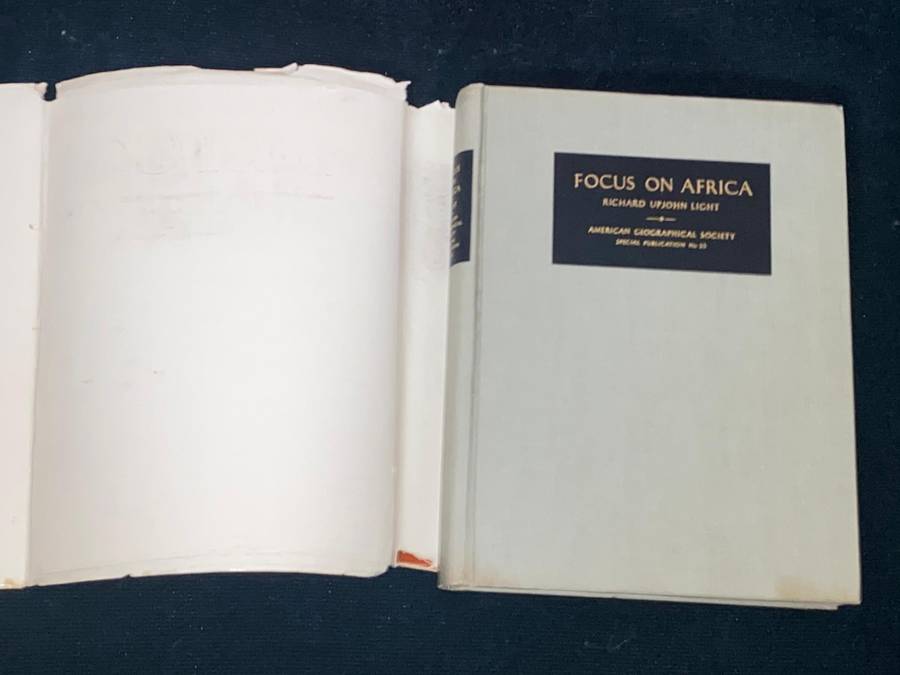 FOCUS ON AFRICA
RICHARD UPJOHN LIGHT
AMERICAN GEOGRAPHICAL SOCIETY
SPECIAL PUBLICATION No 25